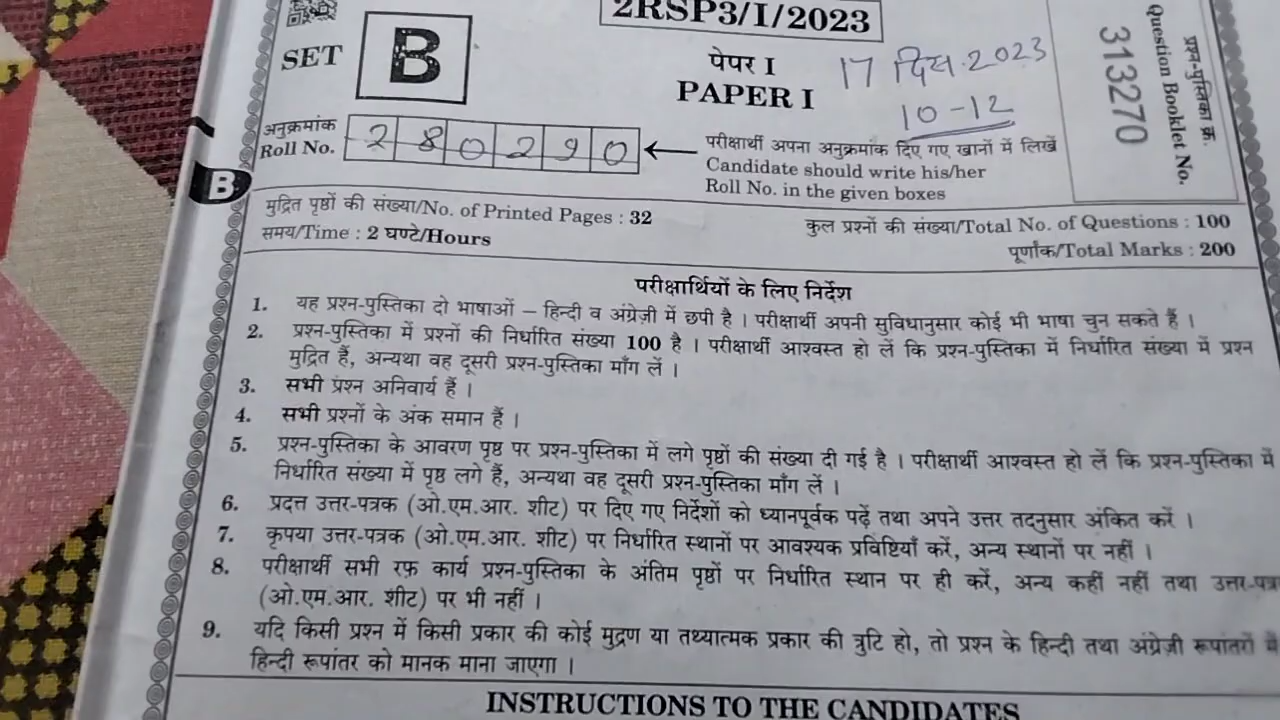 2RSP3/I/2023
SET B
पेपर I
PAPER I
17 दिस. 2023
10-12
प्रश्न-पुस्तिका क्र.
Question Booklet No.
313270
अनुक्रमांक
Roll No. 280290
परीक्षार्थी अपना अनुक्रमांक दिए गए खानों में लिखें
Candidate should write his/her
Roll No. in the given boxes
B
मुद्रित पृष्ठों की संख्या/No. of Printed Pages : 32
समय/Time : 2 घण्टे/Hours
कुल प्रश्नों की संख्या/Total No. of Questions : 100
पूर्णांक/Total Marks : 200
परीक्षार्थियों के लिए निर्देश
1. यह प्रश्न-पुस्तिका दो भाषाओं – हिन्दी व अंग्रेज़ी में छपी है । परीक्षार्थी अपनी सुविधानुसार कोई भी भाषा चुन सकते हैं ।
2. प्रश्न-पुस्तिका में प्रश्नों की निर्धारित संख्या 100 है । परीक्षार्थी आश्वस्त हो लें कि प्रश्न-पुस्तिका में निर्धारित संख्या में प्रश्न
मुद्रित हैं, अन्यथा वह दूसरी प्रश्न-पुस्तिका माँग लें ।
3. सभी प्रश्न अनिवार्य हैं ।
4. सभी प्रश्नों के अंक समान हैं ।
5. प्रश्न-पुस्तिका के आवरण पृष्ठ पर प्रश्न-पुस्तिका में लगे पृष्ठों की संख्या दी गई है । परीक्षार्थी आश्वस्त हो लें कि प्रश्न-पुस्तिका में
निर्धारित संख्या में पृष्ठ लगे हैं, अन्यथा वह दूसरी प्रश्न-पुस्तिका माँग लें ।
6. प्रदत्त उत्तर-पत्रक (ओ.एम.आर. शीट) पर दिए गए निर्देशों को ध्यानपूर्वक पढ़ें तथा अपने उत्तर तद्नुसार अंकित करें ।
7. कृपया उत्तर-पत्रक (ओ.एम.आर. शीट) पर निर्धारित स्थानों पर आवश्यक प्रविष्टियाँ करें, अन्य स्थानों पर नहीं ।
8. परीक्षार्थी सभी रफ़ कार्य प्रश्न-पुस्तिका के अंतिम पृष्ठों पर निर्धारित स्थान पर ही करें, अन्य कहीं नहीं तथा उत्तर-पत्र
(ओ.एम.आर. शीट) पर भी नहीं ।
9. यदि किसी प्रश्न में किसी प्रकार की कोई मुद्रण या तथ्यात्मक प्रकार की त्रुटि हो, तो प्रश्न के हिन्दी तथा अंग्रेज़ी रूपांतरों में
हिन्दी रूपांतर को मानक माना जाएगा ।
INSTRUCTIONS TO THE CANDIDATES